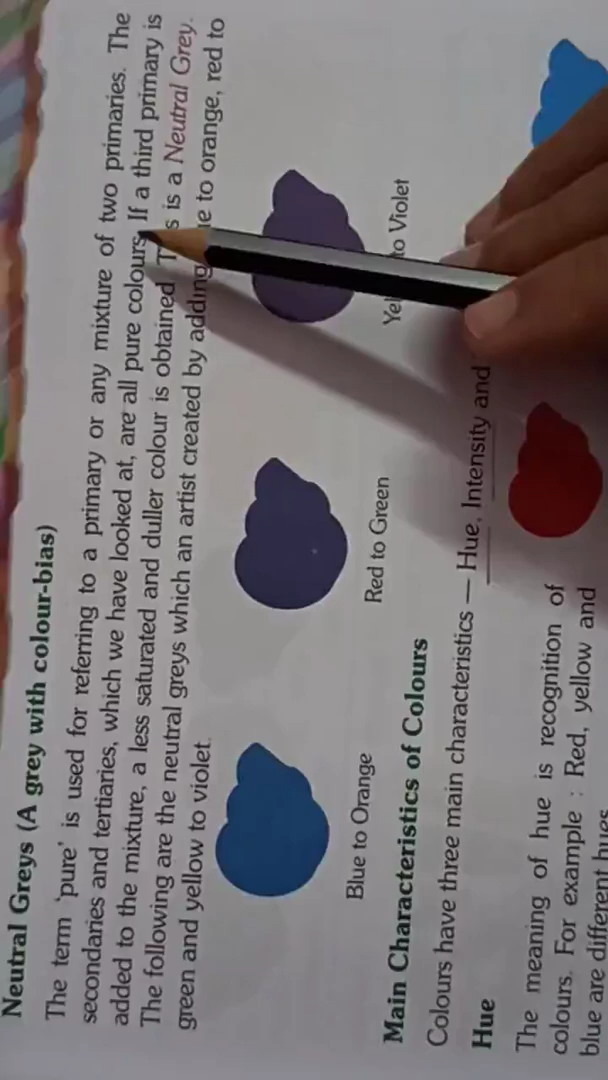 Neutral Greys (A grey with colour-bias)
The term 'pure' is used for referring to a primary or any mixture of two primaries. The
secondaries and tertiaries, which we have looked at, are all pure colours. If a third primary is
added to the mixture, a less saturated and duller colour is obtained. is a Neutral Grey.
The following are the neutral greys which an artist created by adding to orange, red to
green and yellow to violet.
Blue to Orange
Red to Green
to Violet
Main Characteristics of Colours
Colours have three main characteristics — Hue, Intensity and
Hue
The meaning of hue is recognition of
colours. For example : Red, yellow and
blue are different hues